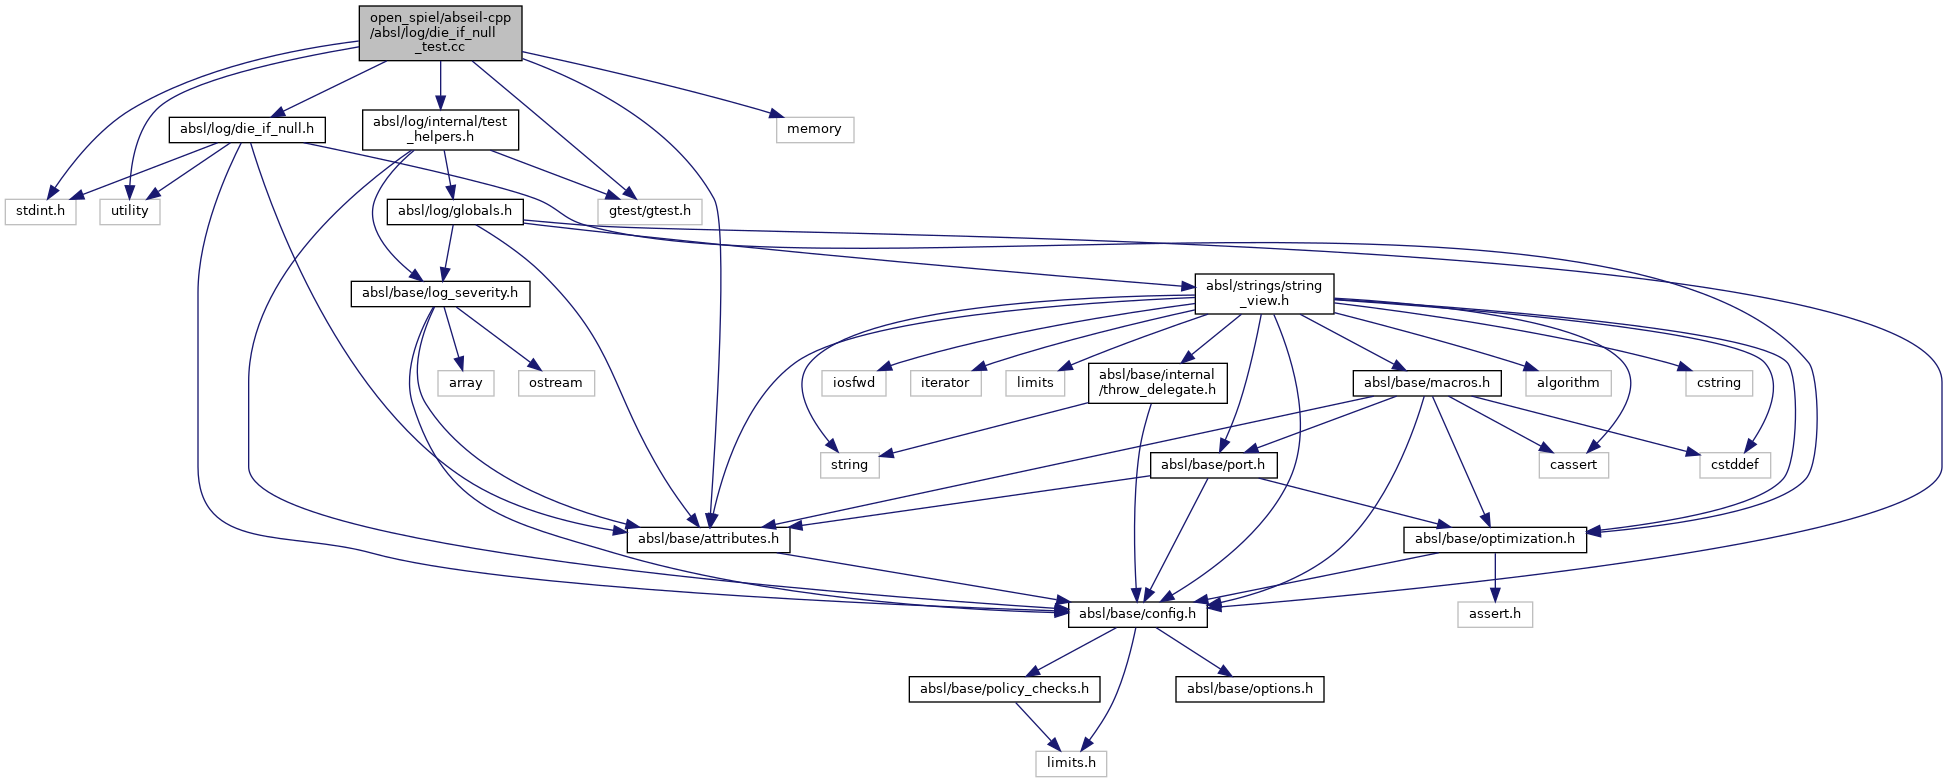 open_spiel/abseil-cpp
/absl/log/die_if_null
_test.cc
absl/log/die_if_null.h
absl/log/internal/test
_helpers.h
memory
stdint.h
utility
absl/log/globals.h
gtest/gtest.h
absl/base/log_severity.h
absl/strings/string
_view.h
array
ostream
iosfwd
iterator
limits
absl/base/internal
/throw_delegate.h
absl/base/macros.h
algorithm
cstring
string
absl/base/port.h
cassert
cstddef
absl/base/attributes.h
absl/base/optimization.h
absl/base/config.h
assert.h
absl/base/policy_checks.h
absl/base/options.h
limits.h